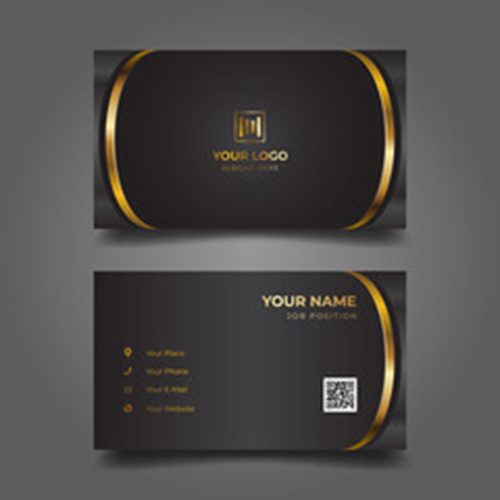 YOUR LOGO
SLOGAN HERE
YOUR NAME
JOB POSITION
Your Place
Your Phone
Your E-Mail
Your Website